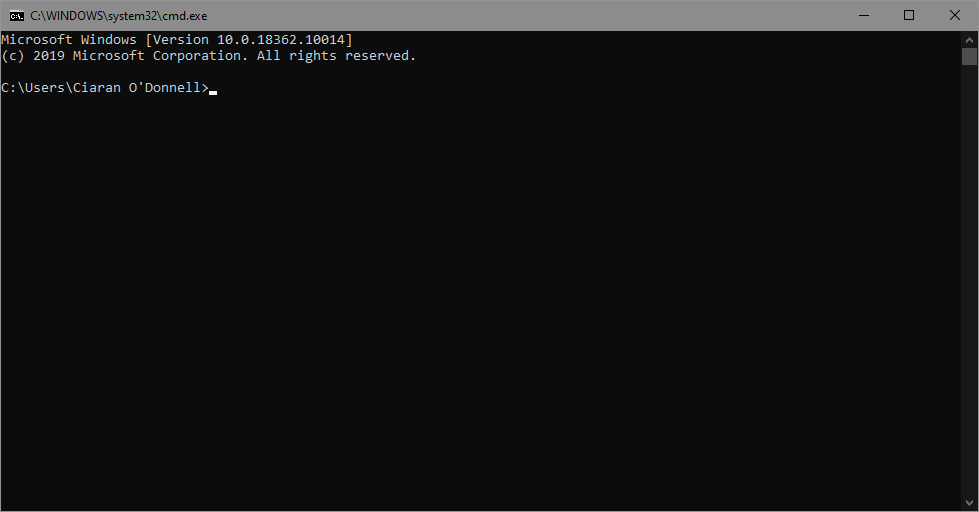 C:\WINDOWS\system32\cmd.exe
Microsoft Windows [Version 10.0.18362.10014]
(c) 2019 Microsoft Corporation. All rights reserved.
C:\Users\Ciaran O'Donnell>